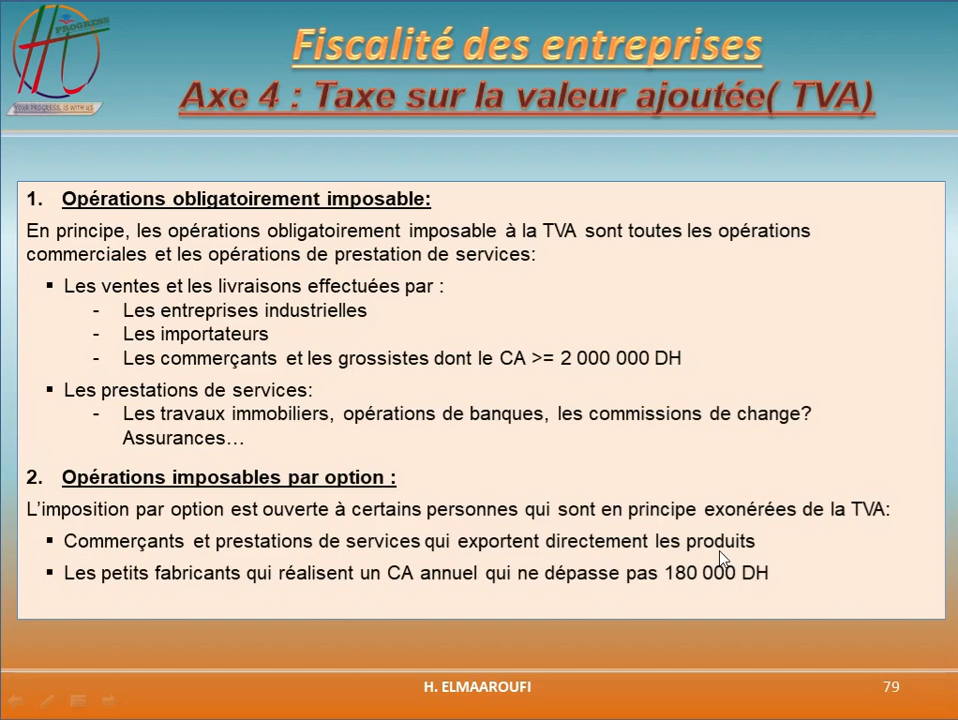 PROGRESS
YOUR PROGRESS, IS WITH US
Fiscalité des entreprises
Axe 4 : Taxe sur la valeur ajoutée( TVA)
1. Opérations obligatoirement imposable:
En principe, les opérations obligatoirement imposable à la TVA sont toutes les opérations
commerciales et les opérations de prestation de services:
▪ Les ventes et les livraisons effectuées par :
- Les entreprises industrielles
- Les importateurs
- Les commerçants et les grossistes dont le CA >= 2 000 000 DH
▪ Les prestations de services:
- Les travaux immobiliers, opérations de banques, les commissions de change?
Assurances…
2. Opérations imposables par option :
L’imposition par option est ouverte à certains personnes qui sont en principe exonérées de la TVA:
▪ Commerçants et prestations de services qui exportent directement les produits
▪ Les petits fabricants qui réalisent un CA annuel qui ne dépasse pas 180 000 DH
H. ELMAAROUFI
79